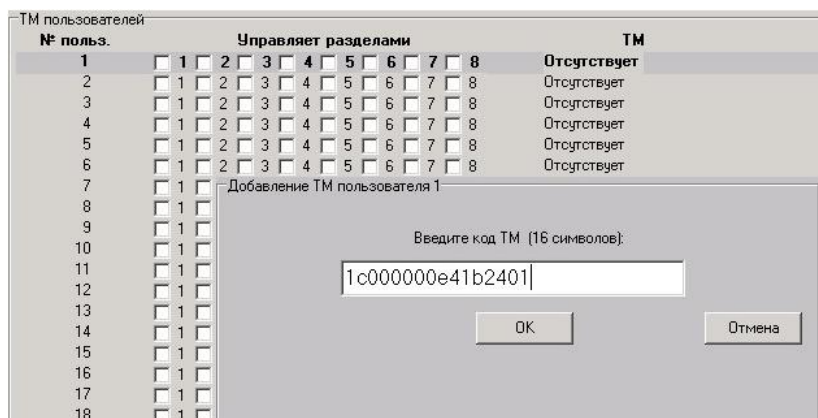 ТМ пользователей
№ польз. Управляет разделами ТМ
1 1 2 3 4 5 6 7 8 Отсутствует
2 1 2 3 4 5 6 7 8 Отсутствует
3 1 2 3 4 5 6 7 8 Отсутствует
4 1 2 3 4 5 6 7 8 Отсутствует
5 1 2 3 4 5 6 7 8 Отсутствует
6 1 2 3 4 5 6 7 8 Отсутствует
7 1
8 1
9 1
10 1
11 1
12 1
13 1
14 1
15 1
16 1
17 1
18 1
Добавление ТМ пользователя 1
Введите код ТМ (16 символов):
1c000000e41b2401
OK Отмена